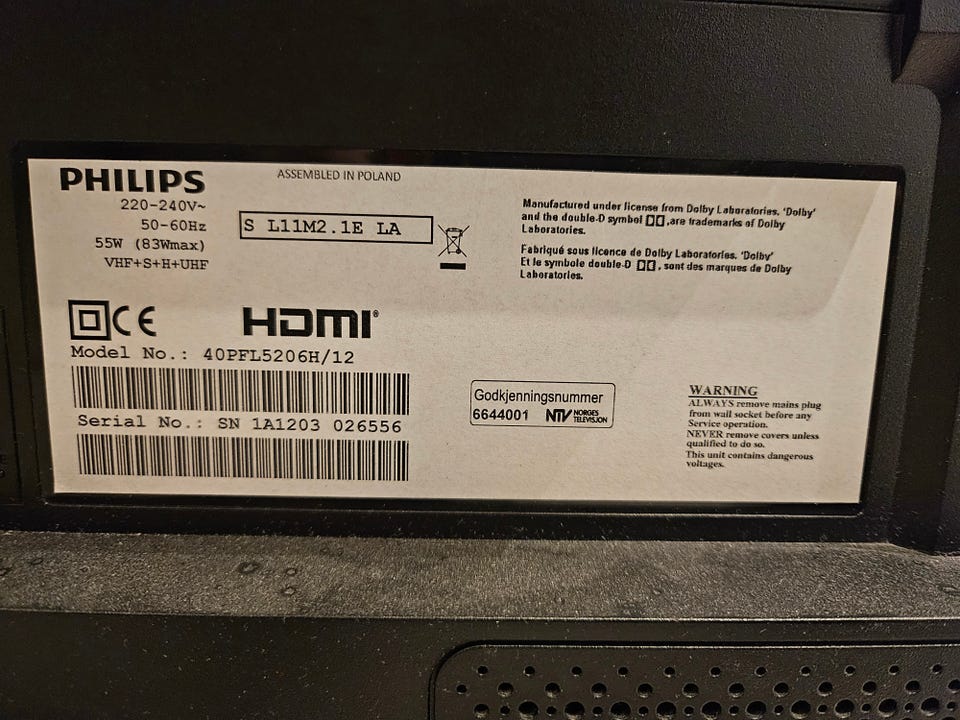 PHILIPS
ASSEMBLED IN POLAND
220-240V~
50-60Hz
55W (83Wmax)
VHF+S+H+UHF
S L11M2.1E LA
Manufactured under license from Dolby Laboratories. 'Dolby'
and the double-D symbol ,are trademarks of Dolby
Laboratories.
Fabriqué sous licence de Dolby Laboratories. 'Dolby'
Et le symbole double-D , sont des marques de Dolby
Laboratories.
CE
HDMI®
Model No.: 40PFL5206H/12
Serial No.: SN 1A1203 026556
Godkjenningsnummer
6644001 NTV NORGES
TELEVISJON
WARNING
ALWAYS remove mains plug
from wall socket before any
Service operation.
NEVER remove covers unless
qualified to do so.
This unit contains dangerous
voltages.